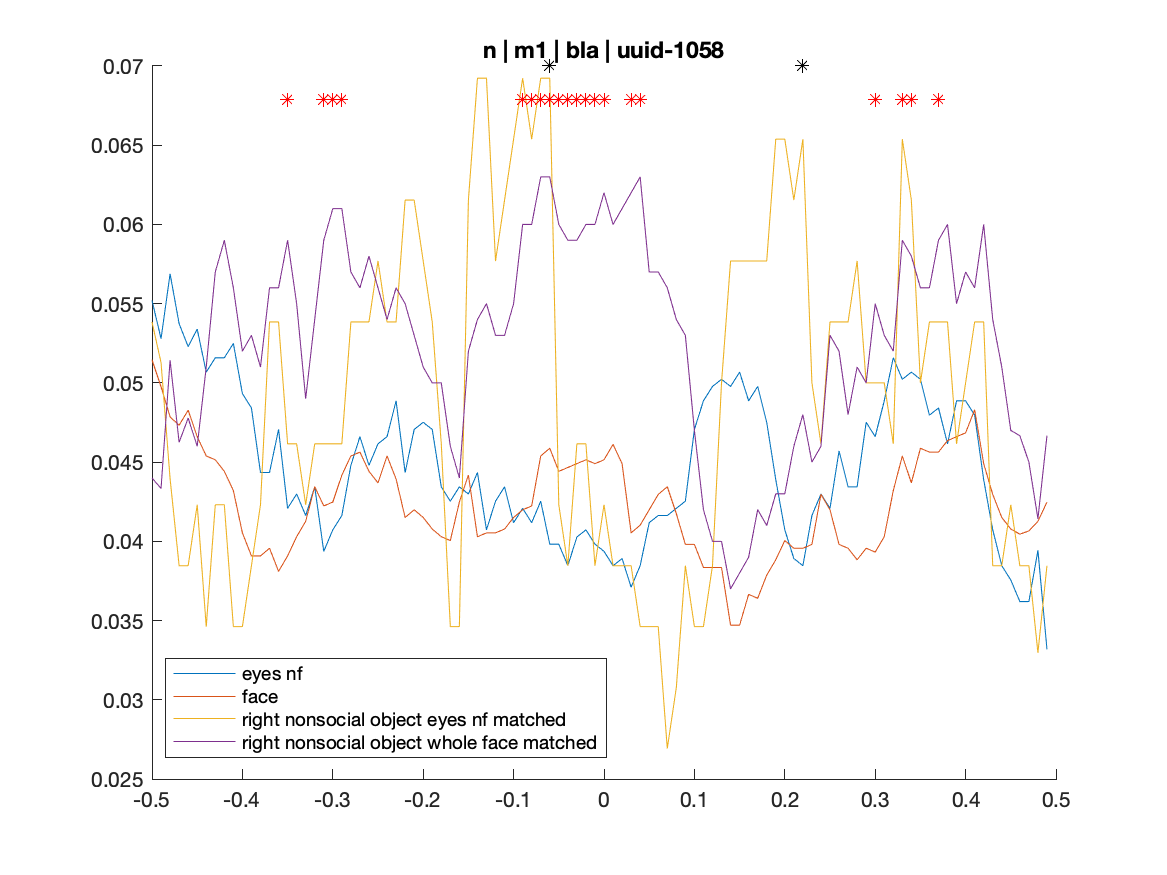 n | m1 | bla | uuid-1058
0.07
0.065
0.06
0.055
0.05
0.045
0.04
0.035
0.03
0.025
eyes nf
face
right nonsocial object eyes nf matched
right nonsocial object whole face matched
-0.5 -0.4 -0.3 -0.2 -0.1 0 0.1 0.2 0.3 0.4 0.5